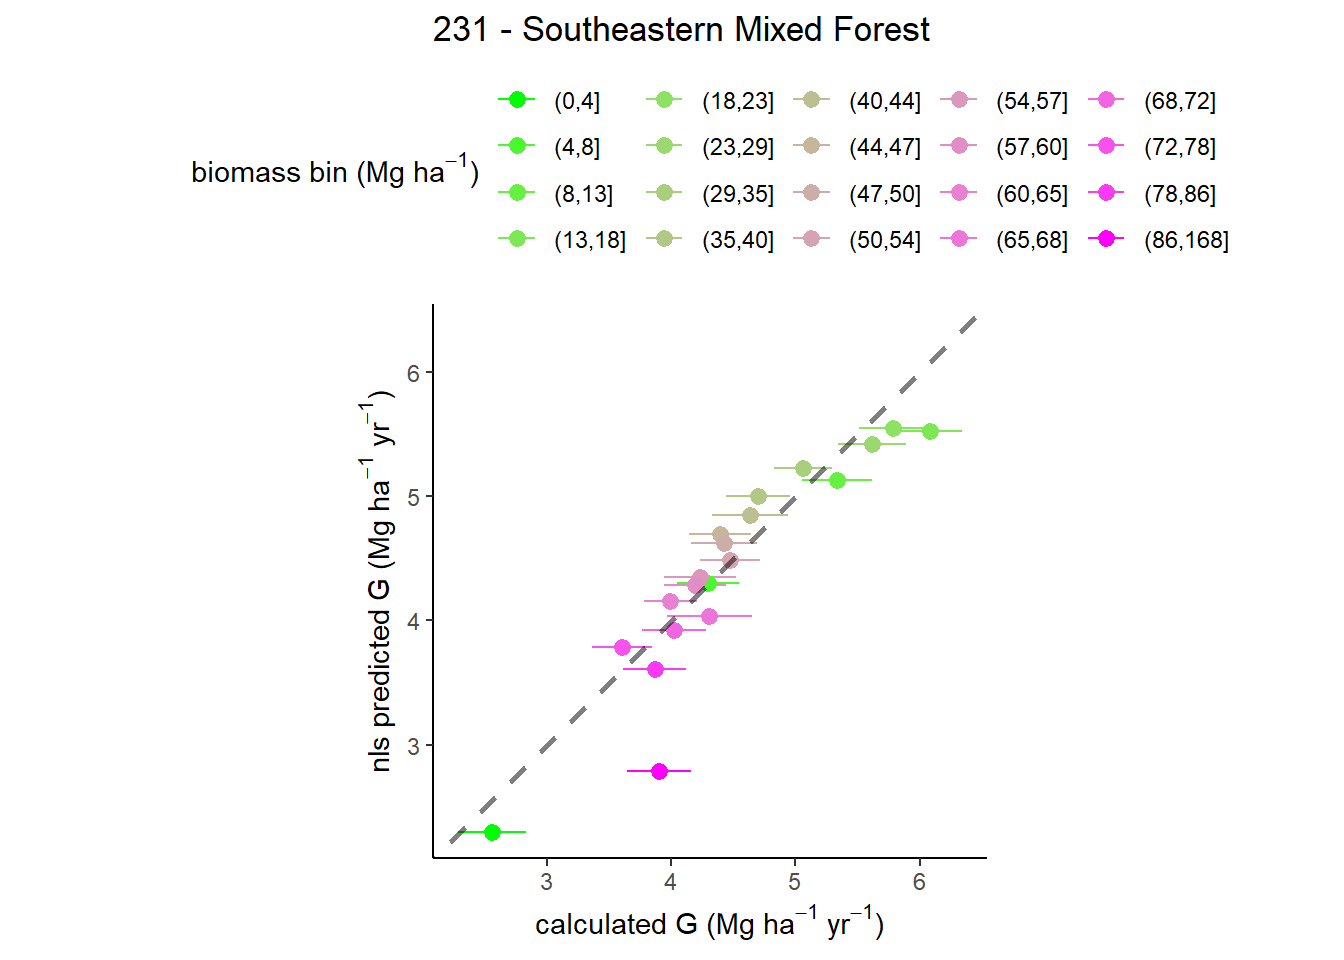 231 - Southeastern Mixed Forest
(0,4] (18,23] (40,44] (54,57] (68,72]
(4,8] (23,29] (44,47] (57,60] (72,78]
biomass bin (Mg ha⁻¹)
(8,13] (29,35] (47,50] (60,65] (78,86]
(13,18] (35,40] (50,54] (65,68] (86,168]
nls predicted G (Mg ha⁻¹ yr⁻¹)
6
5
4
3
3 4 5 6
calculated G (Mg ha⁻¹ yr⁻¹)